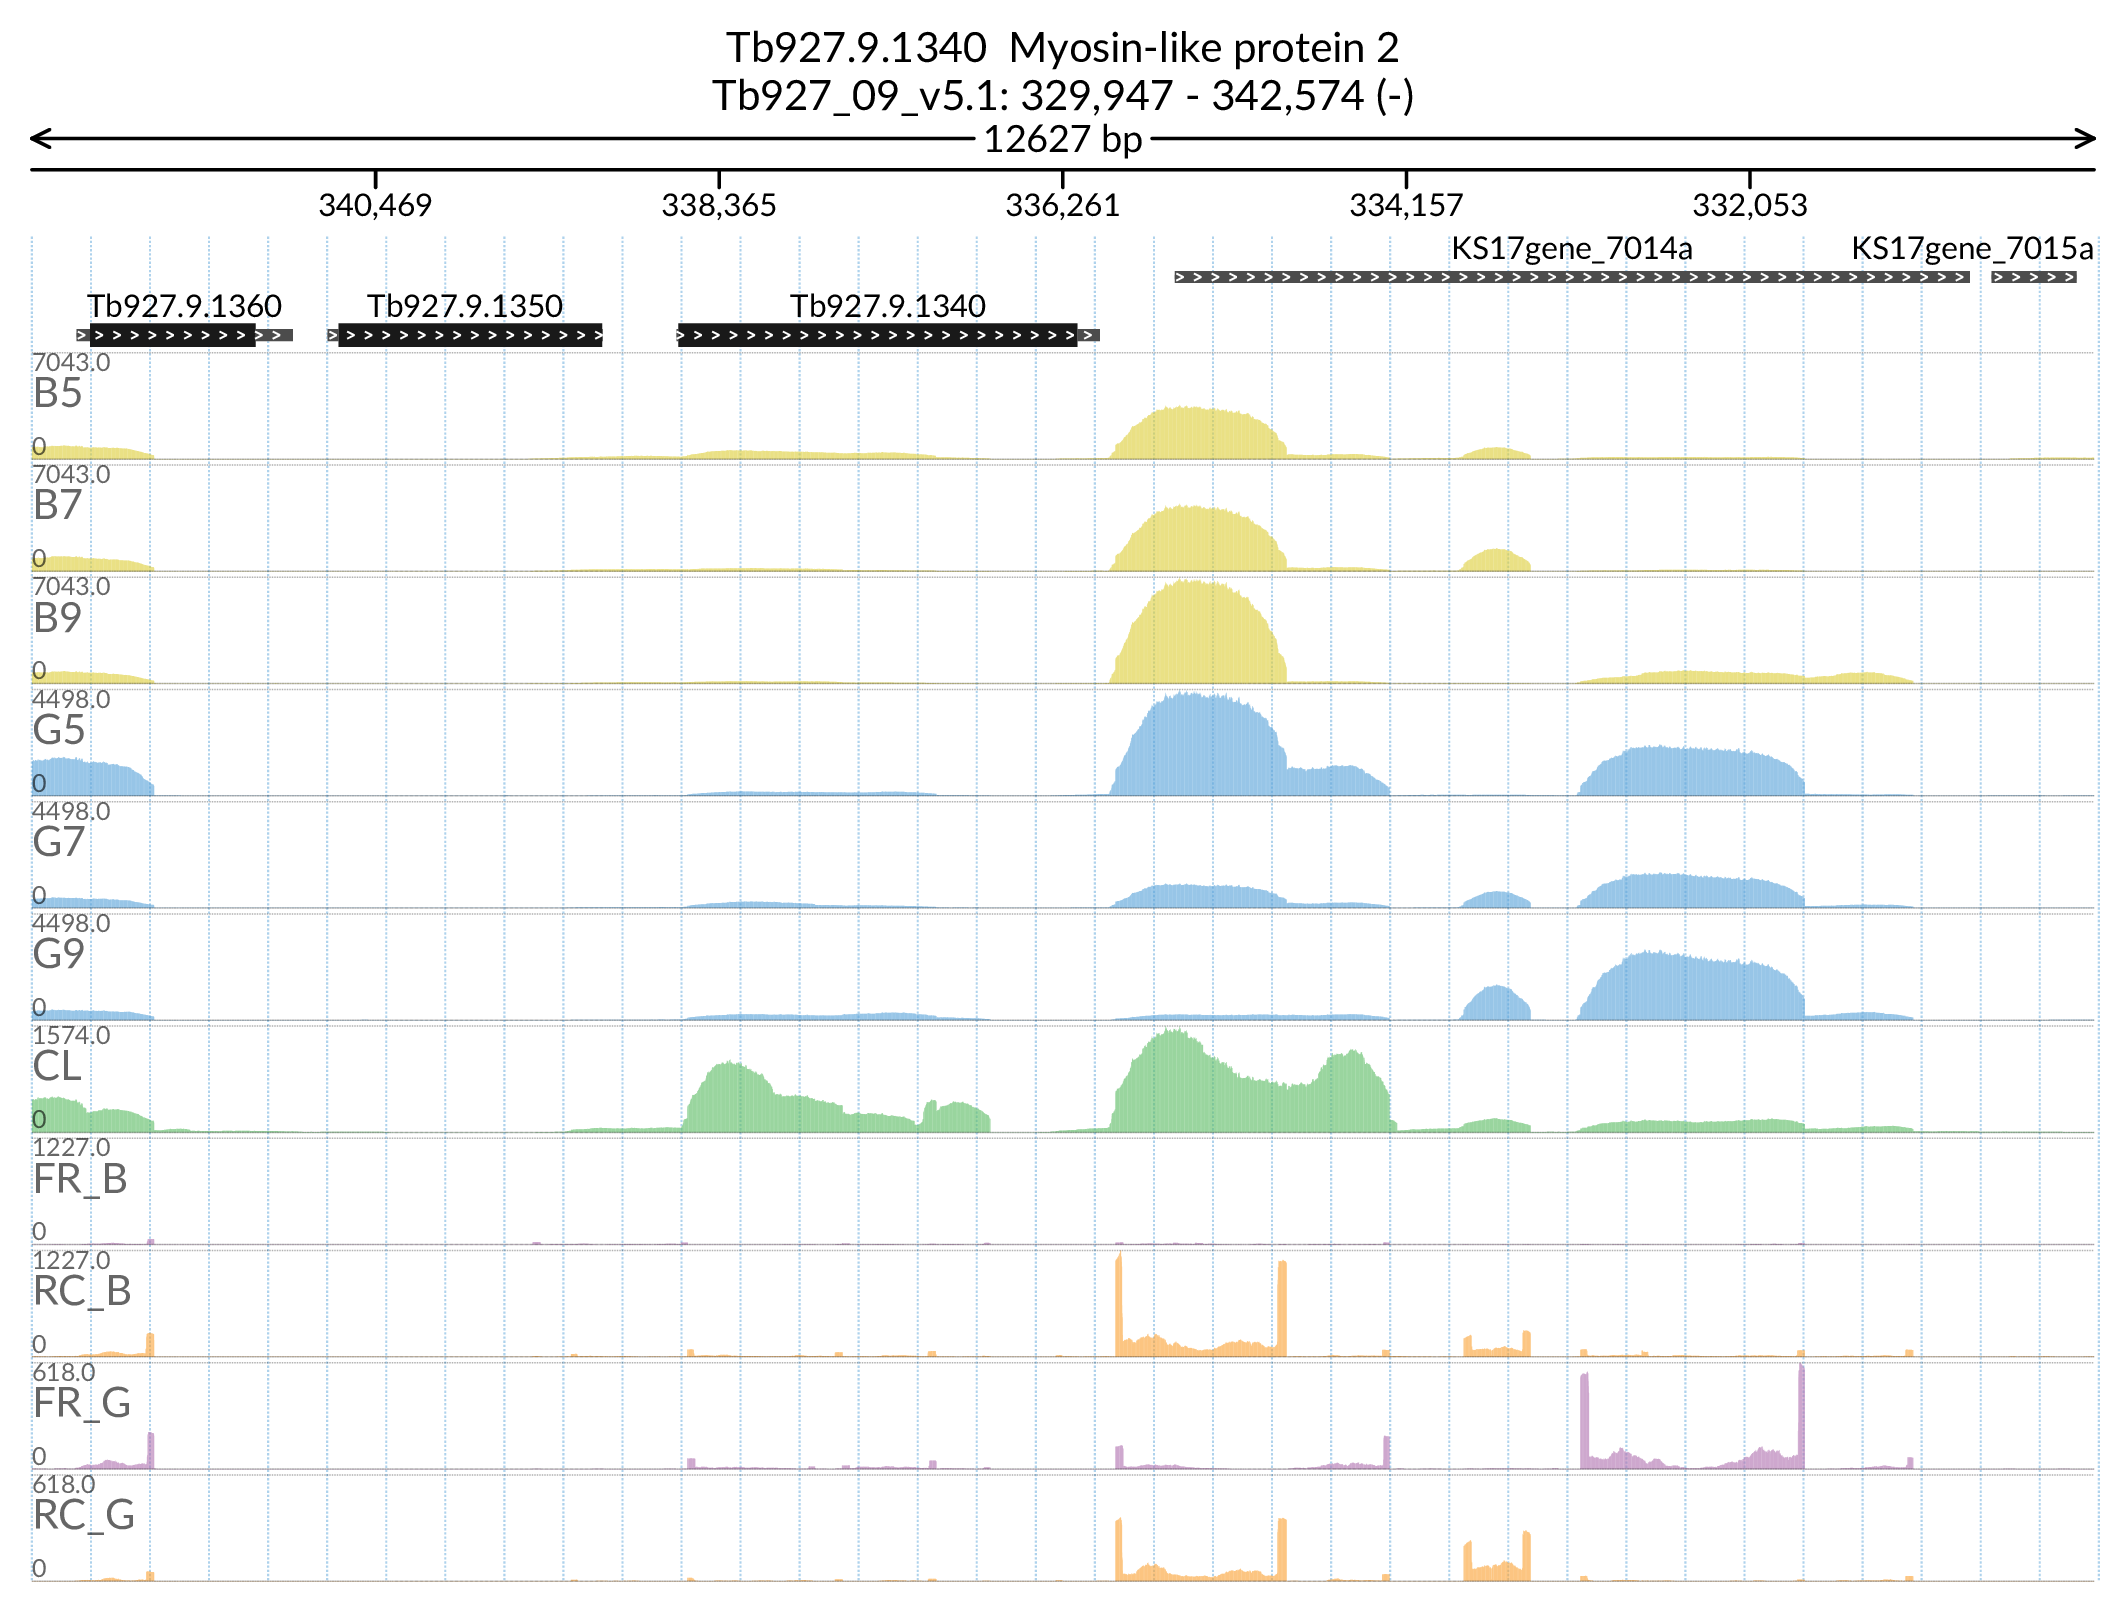 Tb927.9.1340 Myosin-like protein 2
Tb927_09_v5.1: 329,947 - 342,574 (-)
12627 bp
340,469 338,365 336,261 334,157 332,053
KS17gene_7014a KS17gene_7015a
Tb927.9.1360 Tb927.9.1350 Tb927.9.1340
7043.0
B5
0
7043.0
B7
0
7043.0
B9
0
4498.0
G5
0
4498.0
G7
0
4498.0
G9
0
1574.0
CL
0
1227.0
FR_B
0
1227.0
RC_B
0
618.0
FR_G
0
618.0
RC_G
0